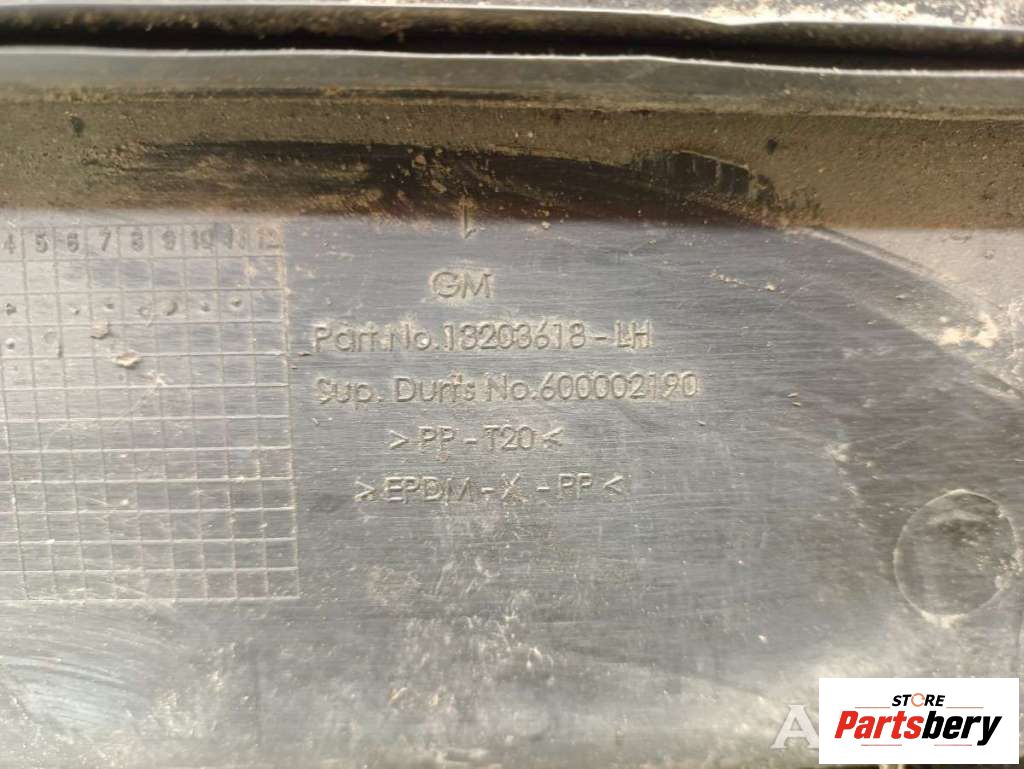 4 5 6 7 8 9 10 11 12
GM
Part.No.13203618-LH
Sup. Dun's No.600002190
>PP-T20<
>EPDM-X-PP<
STORE
Partsbery